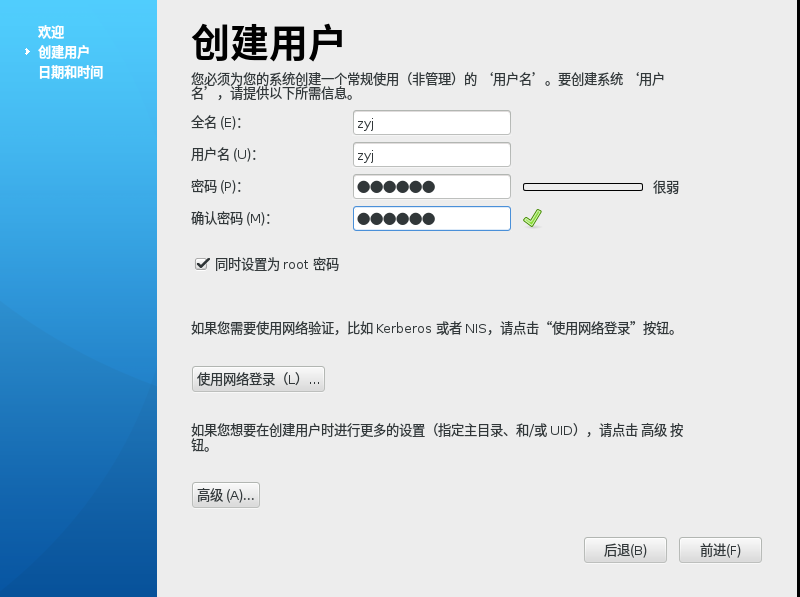 欢迎
创建用户
日期和时间
创建用户
您必须为您的系统创建一个常规使用（非管理）的 ‘用户名’ 。要创建系统 ‘用户
名’ ，请提供以下所需信息。
全名 (E)：
zyj
用户名 (U)：
zyj
密码 (P)：
●●●●●●
很弱
确认密码 (M)：
●●●●●●
同时设置为 root 密码
如果您需要使用网络验证，比如 Kerberos 或者 NIS，请点击“使用网络登录”按钮。
使用网络登录（L）...
如果您想要在创建用户时进行更多的设置（指定主目录、和/或 UID），请点击 高级 按
钮。
高级 (A)...
后退(B)
前进(F)